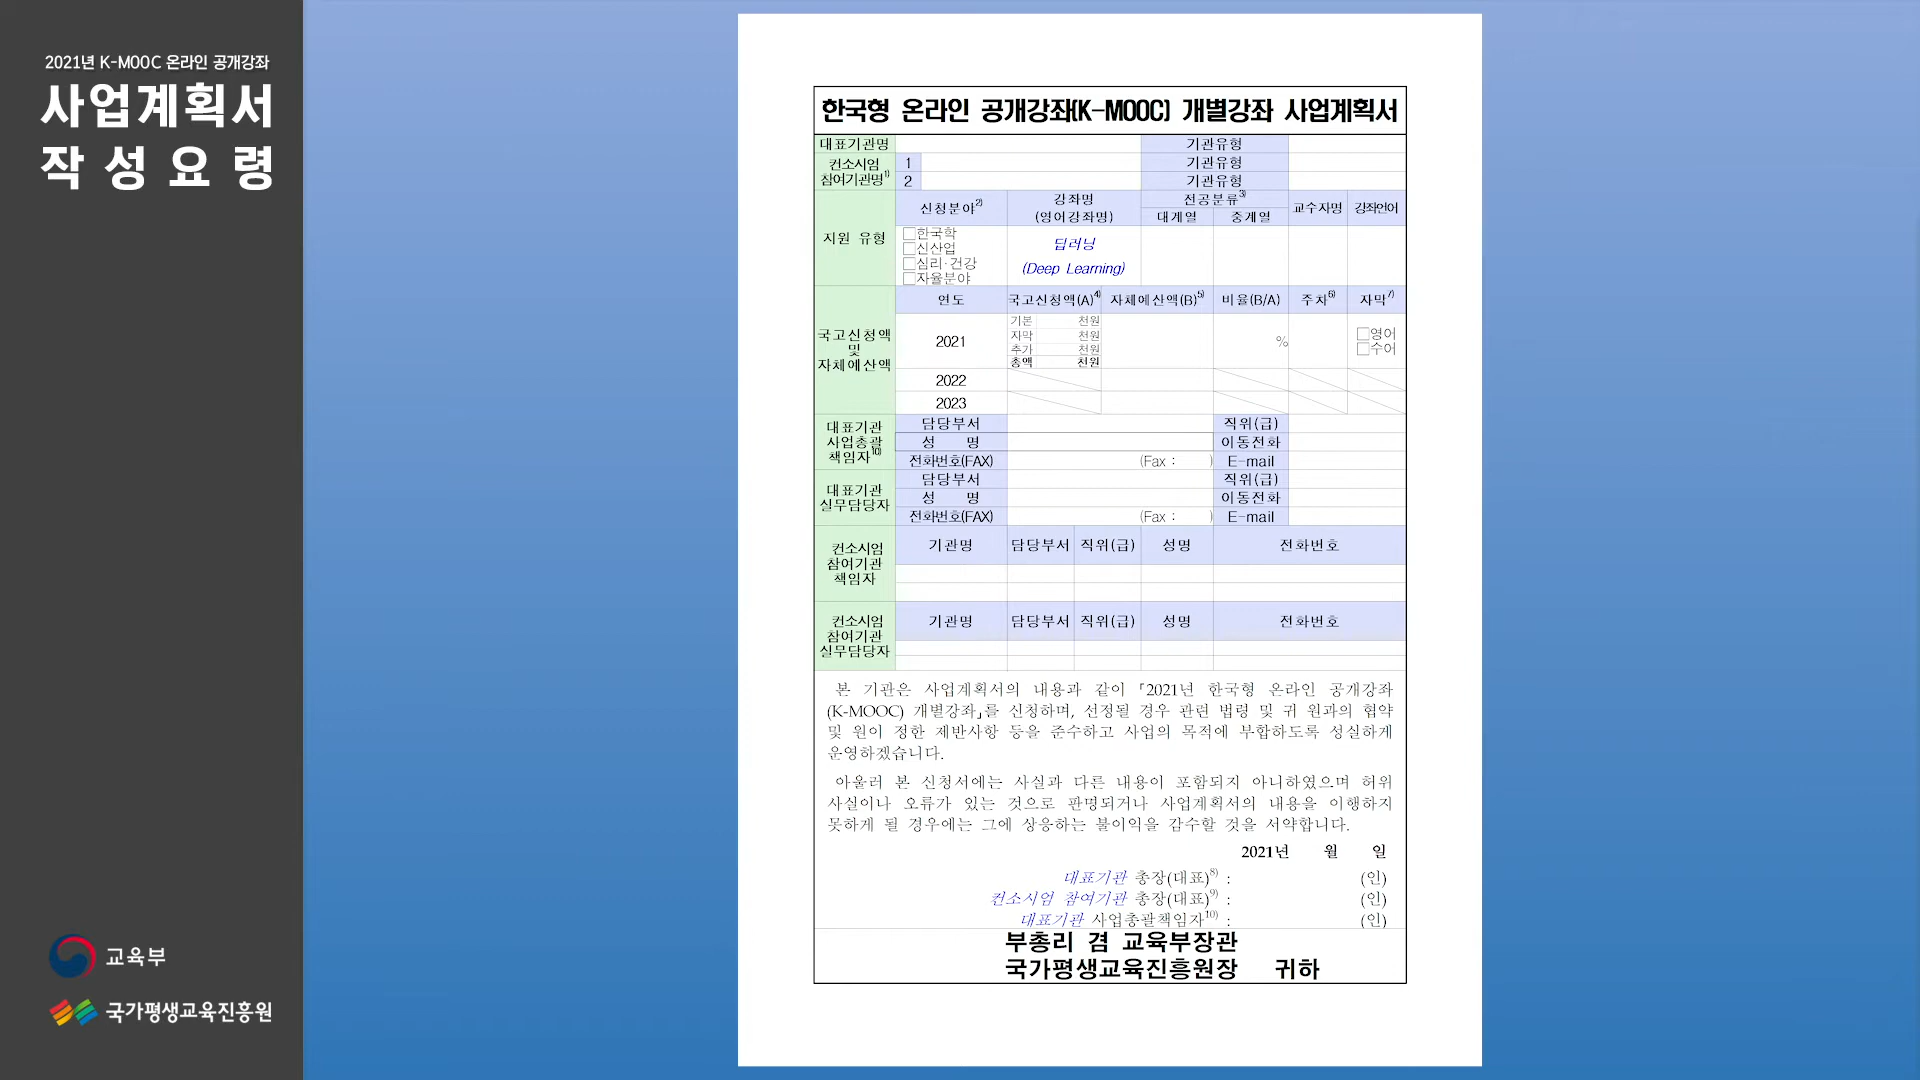 2021년 K-MOOC 온라인 공개강좌
사업계획서
작성요령
교육부
국가평생교육진흥원
한국형 온라인 공개강좌(K-MOOC) 개별강좌 사업계획서
대표기관명 기관유형
컨소시엄 참여기관명1) 1 기관유형
2 기관유형
지원 유형 신청분야2) 강좌명 (영어강좌명) 전공분류3) 대계열 중계열 교수자명 강좌언어
□한국학
□신산업
□심리·건강
□자율분야
딥러닝
(Deep Learning)
국고신청액 및 자체예산액 연도 국고신청액(A)4) 자체예산액(B)5) 비율(B/A) 주차6) 자막7)
2021
기본 천원
자막 천원
추가 천원
총액 천원
%
□영어
□수어
2022
2023
대표기관 사업총괄 책임자10) 담당부서 직위(급)
성 명 이동전화
전화번호(FAX) (Fax : ) E-mail
대표기관 실무담당자 담당부서 직위(급)
성 명 이동전화
전화번호(FAX) (Fax : ) E-mail
컨소시엄 참여기관 책임자 기관명 담당부서 직위(급) 성명 전화번호
컨소시엄 참여기관 실무담당자 기관명 담당부서 직위(급) 성명 전화번호
본 기관은 사업계획서의 내용과 같이 「2021년 한국형 온라인 공개강좌
(K-MOOC) 개별강좌」를 신청하며, 선정될 경우 관련 법령 및 귀 원과의 협약
및 원이 정한 제반사항 등을 준수하고 사업의 목적에 부합하도록 성실하게
운영하겠습니다.
아울러 본 신청서에는 사실과 다른 내용이 포함되지 아니하였으며 허위
사실이나 오류가 있는 것으로 판명되거나 사업계획서의 내용을 이행하지
못하게 될 경우에는 그에 상응하는 불이익을 감수할 것을 서약합니다.
2021년 월 일
대표기관 총장(대표)8) : (인)
컨소시엄 참여기관 총장(대표)9) : (인)
대표기관 사업총괄책임자10) : (인)
부총리 겸 교육부장관
국가평생교육진흥원장 귀하